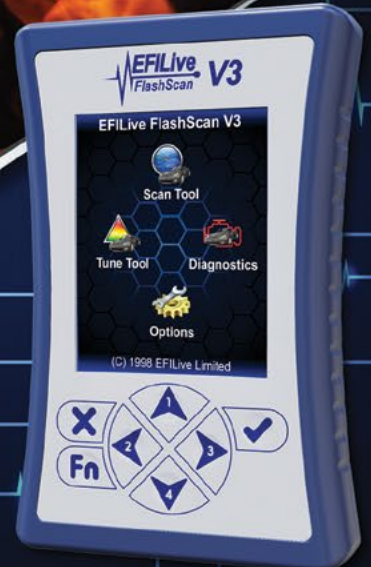 EFILive
FlashScan V3
EFILive FlashScan V3
Scan Tool
Tune Tool
Diagnostics
Options
(C) 1998 EFILive Limited
1
2
3
Fn
4